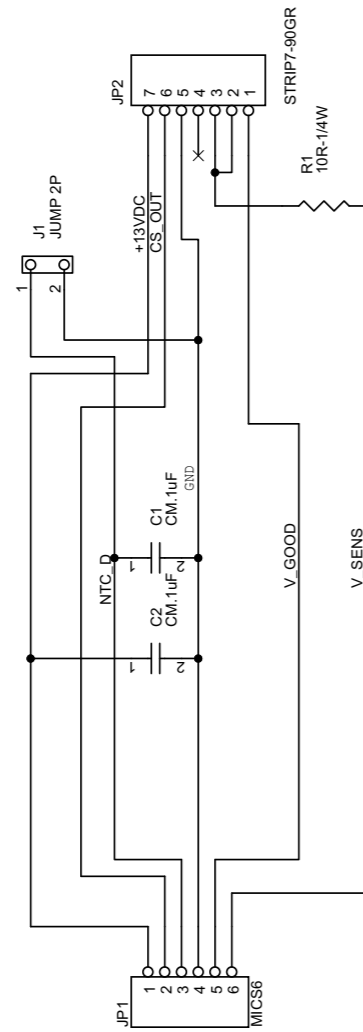 J1
JUMP 2P
1
2
JP2
7
6
5
4
3
2
1
STRIP7-90GR
+13VDC
CS_OUT
R1
10R-1/4W
NTC_D
C1
CM.1uF
1
2
GND
C2
CM.1uF
1
2
V_GOOD
V_SENS
JP1
1
2
3
4
5
6
MICS6